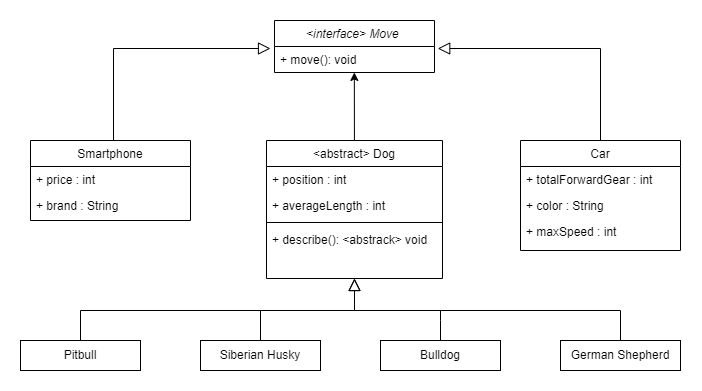 <interface> Move
+ move(): void
Smartphone
+ price : int
+ brand : String
<abstract> Dog
+ position : int
+ averageLength : int
+ describe(): <abstrack> void
Car
+ totalForwardGear : int
+ color : String
+ maxSpeed : int
Pitbull
Siberian Husky
Bulldog
German Shepherd